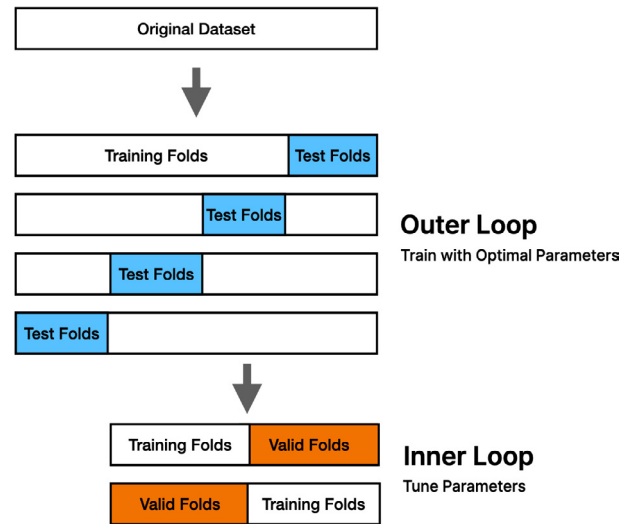 Original Dataset
Training Folds Test Folds
Test Folds
Outer Loop
Train with Optimal Parameters
Test Folds
Test Folds
Training Folds Valid Folds
Inner Loop
Tune Parameters
Valid Folds Training Folds